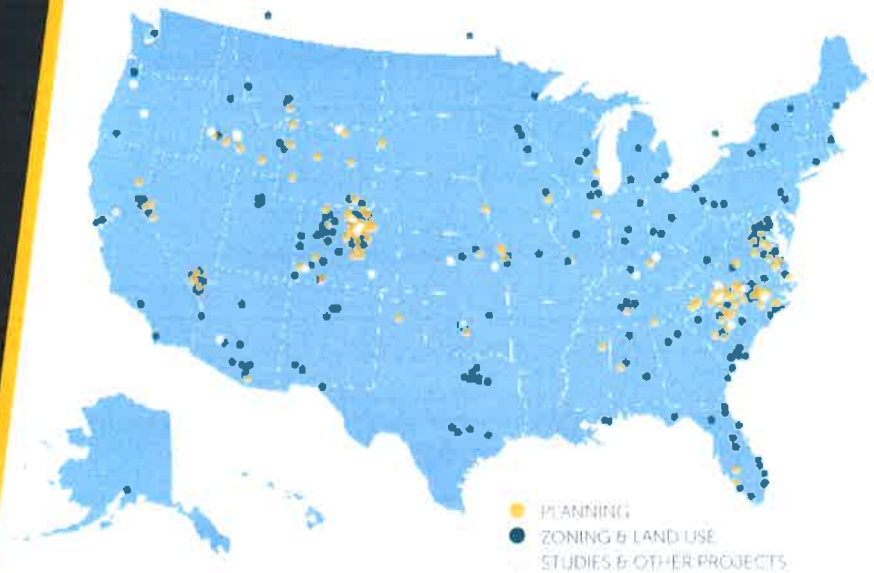 PLANNING
ZONING & LAND USE
STUDIES & OTHER PROJECTS